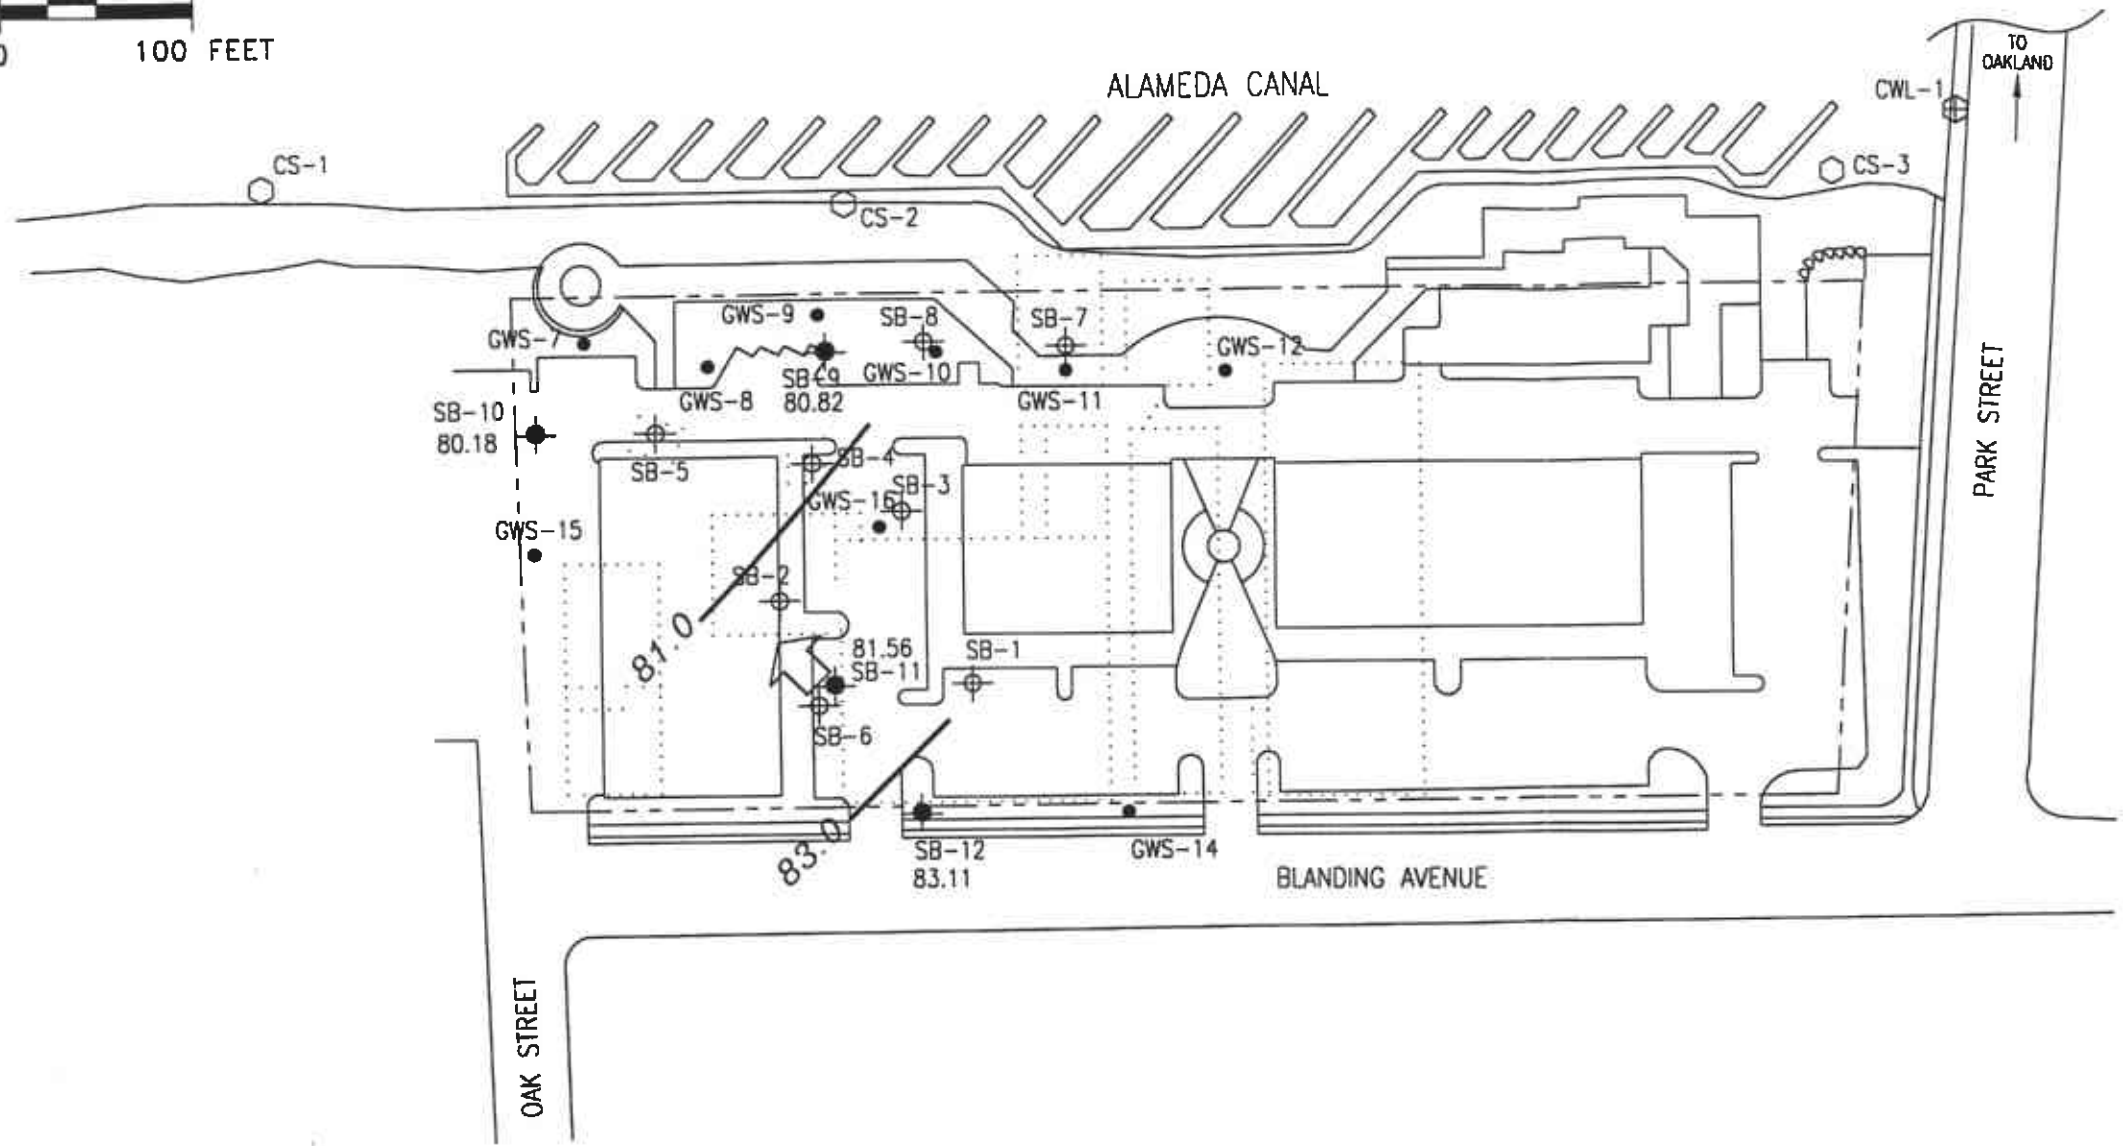 0
100 FEET
TO
OAKLAND
ALAMEDA CANAL
CWL-1
CS-1
CS-3
CS-2
GWS-9
SB-8
SB-7
GWS-7
GWS-12
SB-9
80.82
GWS-10
GWS-8
GWS-11
SB-10
80.18
PARK STREET
SB-5
SB-4
SB-3
GWS-16
GWS-15
SB-2
81.0
81.56
SB-11
SB-1
SB-6
83.0
SB-12
83.11
GWS-14
BLANDING AVENUE
OAK STREET